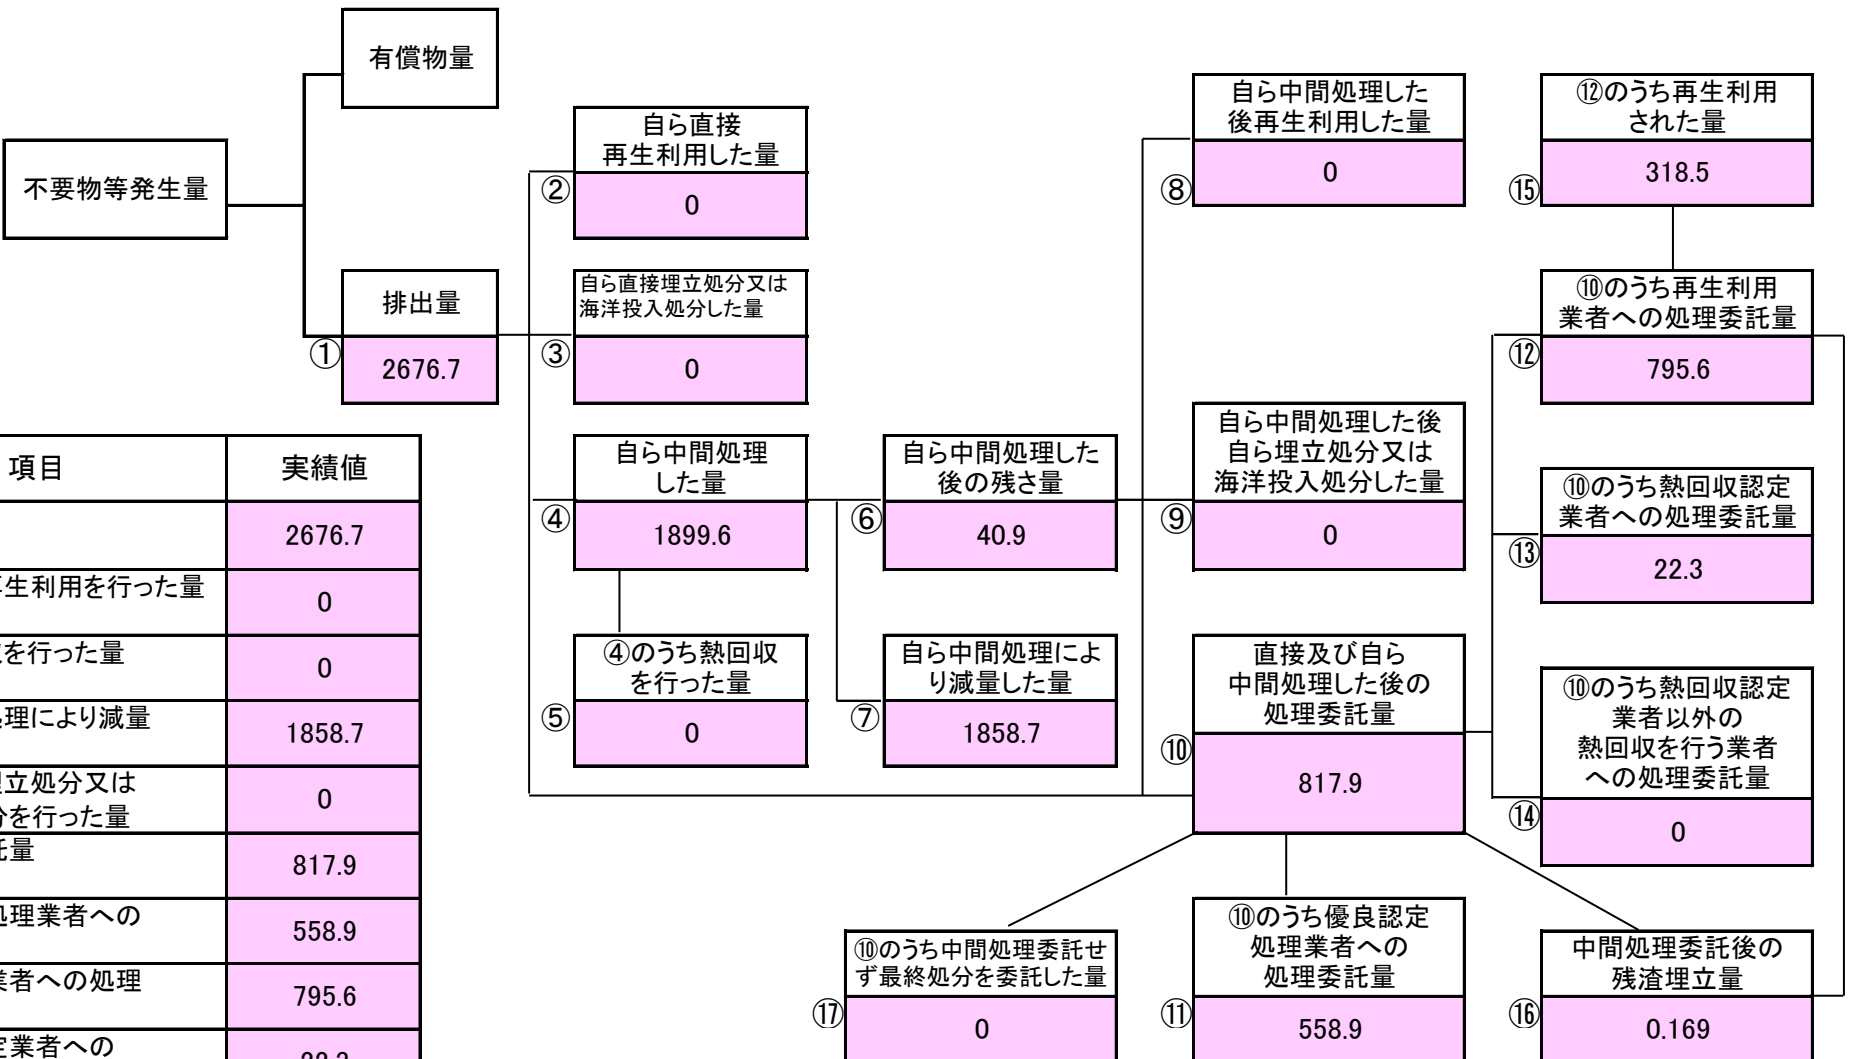 有償物量
不要物等発生量
排出量
①
2676.7
自ら直接
再生利用した量
②
0
自ら直接埋立処分又は
海洋投入処分した量
③
0
自ら中間処理
した量
④
1899.6
④のうち熱回収
を行った量
⑤
0
自ら中間処理した
後の残さ量
⑥
40.9
自ら中間処理によ
り減量した量
⑦
1858.7
自ら中間処理した
後再生利用した量
⑧
0
自ら中間処理した後
自ら埋立処分又は
海洋投入処分した量
⑨
0
直接及び自ら
中間処理した後の
処理委託量
⑩
817.9
⑫のうち再生利用
された量
⑮
318.5
⑩のうち再生利用
業者への処理委託量
⑫
795.6
⑩のうち熱回収認定
業者への処理委託量
⑬
22.3
⑩のうち熱回収認定
業者以外の
熱回収を行う業者
への処理委託量
⑭
0
⑩のうち中間処理委託せ
ず最終処分を委託した量
⑰
0
⑩のうち優良認定
処理業者への
処理委託量
⑪
558.9
中間処理委託後の
残渣埋立量
⑯
0.169
項目 実績値
2676.7
生利用を行った量
0
を行った量
0
理により減量
1858.7
立処分又は
を行った量
0
量
817.9
処理業者への
558.9
者への処理
795.6
業者への
22.3